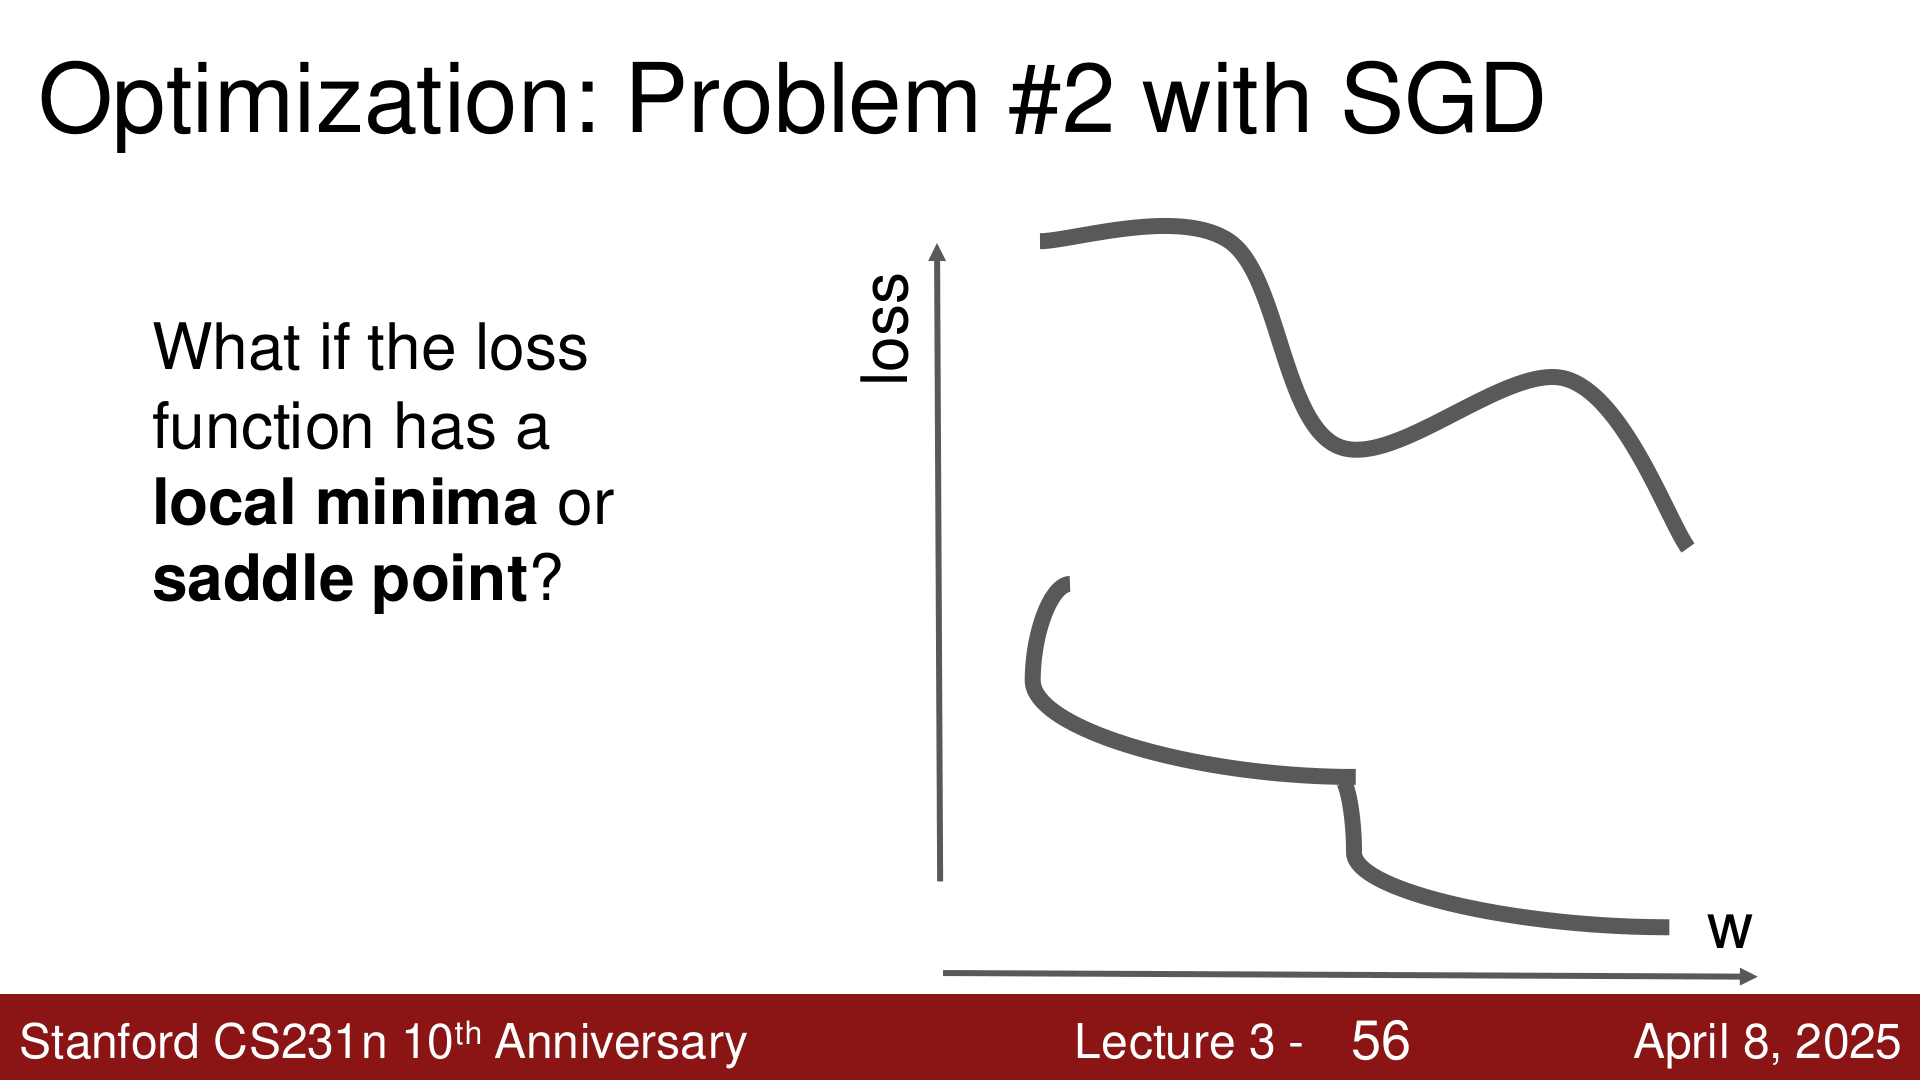 Optimization: Problem #2 with SGD
What if the loss
function has a
local minima or
saddle point?
loss
w
Stanford CS231n 10th Anniversary
Lecture 3 - 56
April 8, 2025